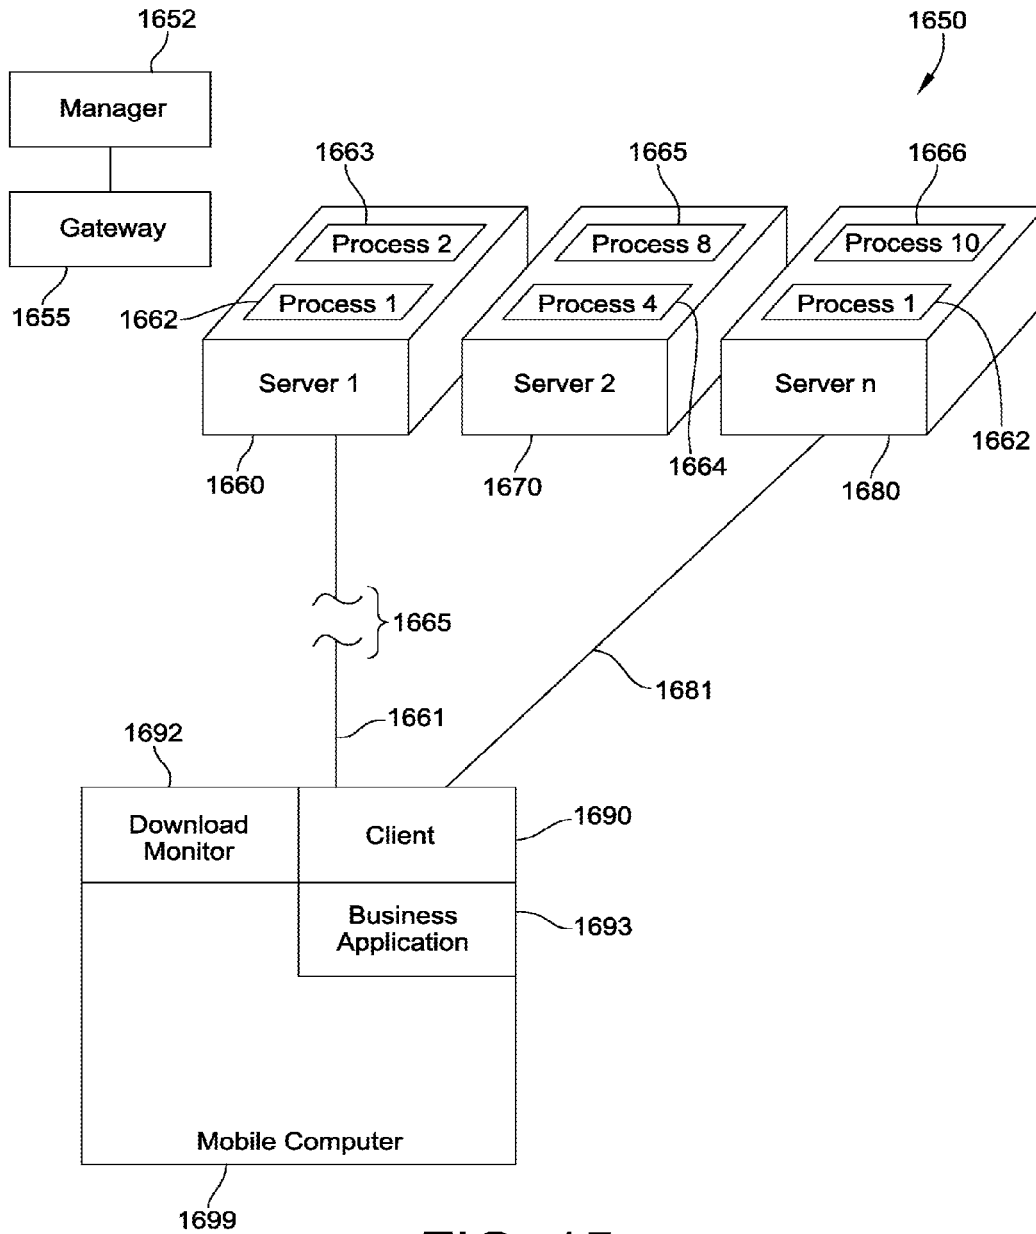 1652
1650
Manager
1663
1665
1666
Gateway
Process 2
Process 8
Process 10
1655
1662
Process 1
Process 4
Process 1
Server 1
Server 2
Server n
1660
1670
1664
1680
1662
1665
1681
1661
1692
Download
Monitor
Client
1690
Business
Application
1693
Mobile Computer
1699